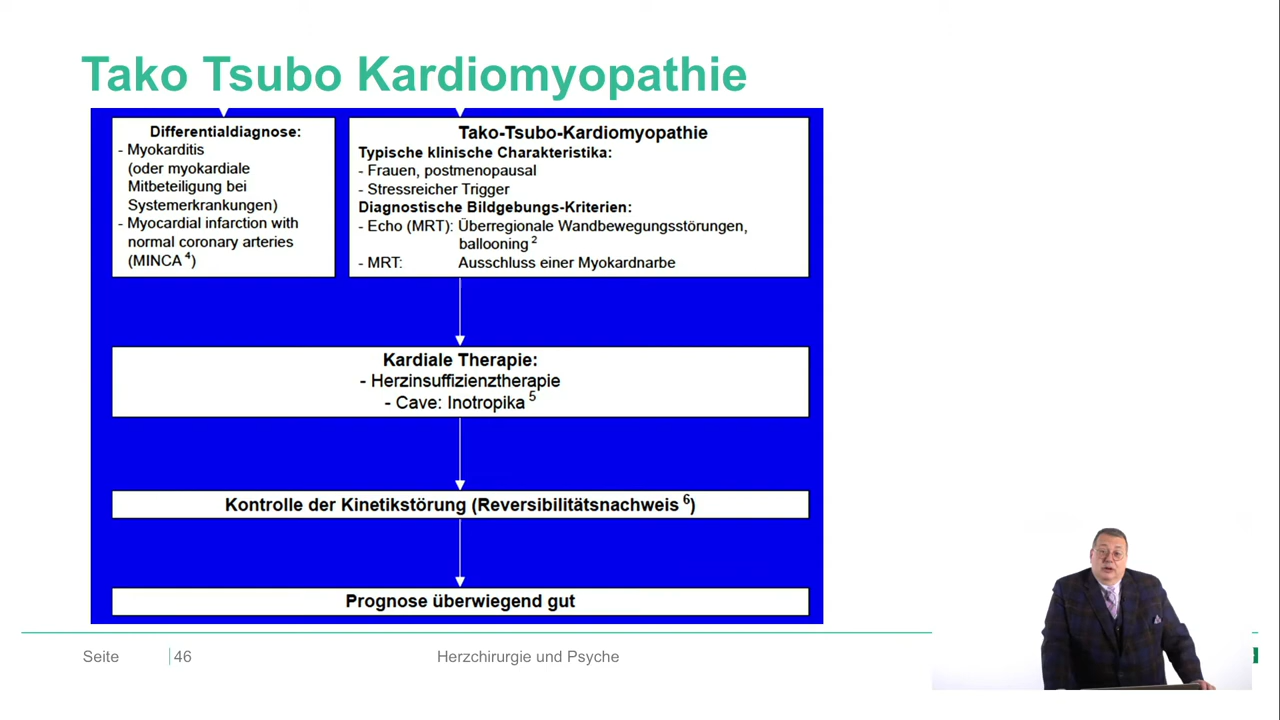 Tako Tsubo Kardiomyopathie
Differentialdiagnose:
- Myokarditis
(oder myokardiale
Mitbeteiligung bei
Systemerkrankungen)
- Myocardial infarction with
normal coronary arteries
(MINCA 4)
Tako-Tsubo-Kardiomyopathie
Typische klinische Charakteristika:
- Frauen, postmenopausal
- Stressreicher Trigger
Diagnostische Bildgebungs-Kriterien:
- Echo (MRT): Überregionale Wandbewegungsstörungen,
ballooning 2
- MRT: Ausschluss einer Myokardnarbe
Kardiale Therapie:
- Herzinsuffizienztherapie
- Cave: Inotropika 5
Kontrolle der Kinetikstörung (Reversibilitätsnachweis 6)
Prognose überwiegend gut
Seite 46 Herzchirurgie und Psyche